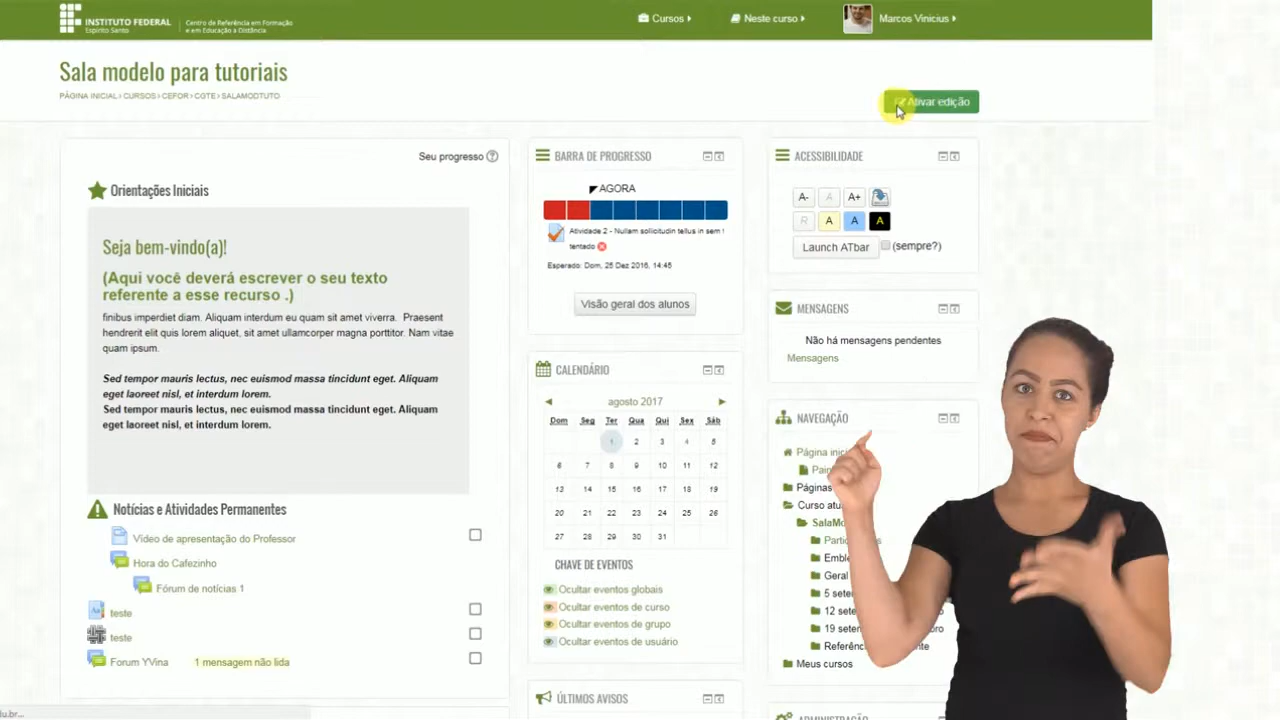 INSTITUTO FEDERAL
Espírito Santo
Centro de Referência em Formação
e em Educação a Distância
Cursos
Neste curso
Marcos Vinicius
Sala modelo para tutoriais
PÁGINA INICIAL › CURSOS › CEFOR › CGTE › SALAMODTUTO
Ativar edição
Seu progresso
Orientações Iniciais
Seja bem-vindo(a)!
(Aqui você deverá escrever o seu texto
referente a esse recurso .)
finibus imperdiet diam. Aliquam interdum eu quam sit amet viverra. Praesent
hendrerit elit quis lorem aliquet, sit amet ullamcorper magna porttitor. Nam vitae
quam ipsum.
Sed tempor mauris lectus, nec euismod massa tincidunt eget. Aliquam
eget laoreet nisl, et interdum lorem.
Sed tempor mauris lectus, nec euismod massa tincidunt eget. Aliquam
eget laoreet nisl, et interdum lorem.
Notícias e Atividades Permanentes
Vídeo de apresentação do Professor
Hora do Cafezinho
Fórum de notícias 1
teste
teste
Forum YVina 1 mensagem não lida
BARRA DE PROGRESSO
AGORA
Atividade 2 - Nullam sollicitudin tellus in sem
tentado
Esperado: Dom, 25 Dez 2016, 14:45
Visão geral dos alunos
CALENDÁRIO
agosto 2017
Dom Seg Ter Qua Qui Sex Sáb
1 2 3 4 5
6 7 8 9 10 11 12
13 14 15 16 17 18 19
20 21 22 23 24 25 26
27 28 29 30 31
CHAVE DE EVENTOS
Ocultar eventos globais
Ocultar eventos de curso
Ocultar eventos de grupo
Ocultar eventos de usuário
ÚLTIMOS AVISOS
ACESSIBILIDADE
A- A A+
R A A A
Launch ATbar (sempre?)
MENSAGENS
Não há mensagens pendentes
Mensagens
NAVEGAÇÃO
Página
Páginas
Curso
Geral
5
12
19
Meus cursos
du.br...